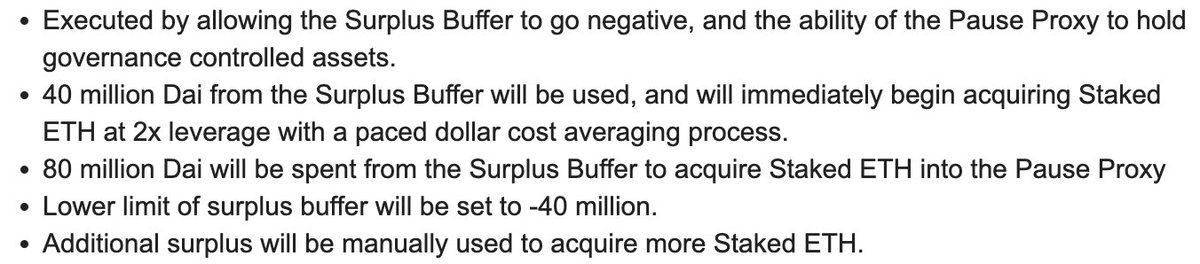 • Executed by allowing the Surplus Buffer to go negative, and the ability of the Pause Proxy to hold
governance controlled assets.
• 40 million Dai from the Surplus Buffer will be used, and will immediately begin acquiring Staked
ETH at 2x leverage with a paced dollar cost averaging process.
• 80 million Dai will be spent from the Surplus Buffer to acquire Staked ETH into the Pause Proxy
• Lower limit of surplus buffer will be set to -40 million.
• Additional surplus will be manually used to acquire more Staked ETH.